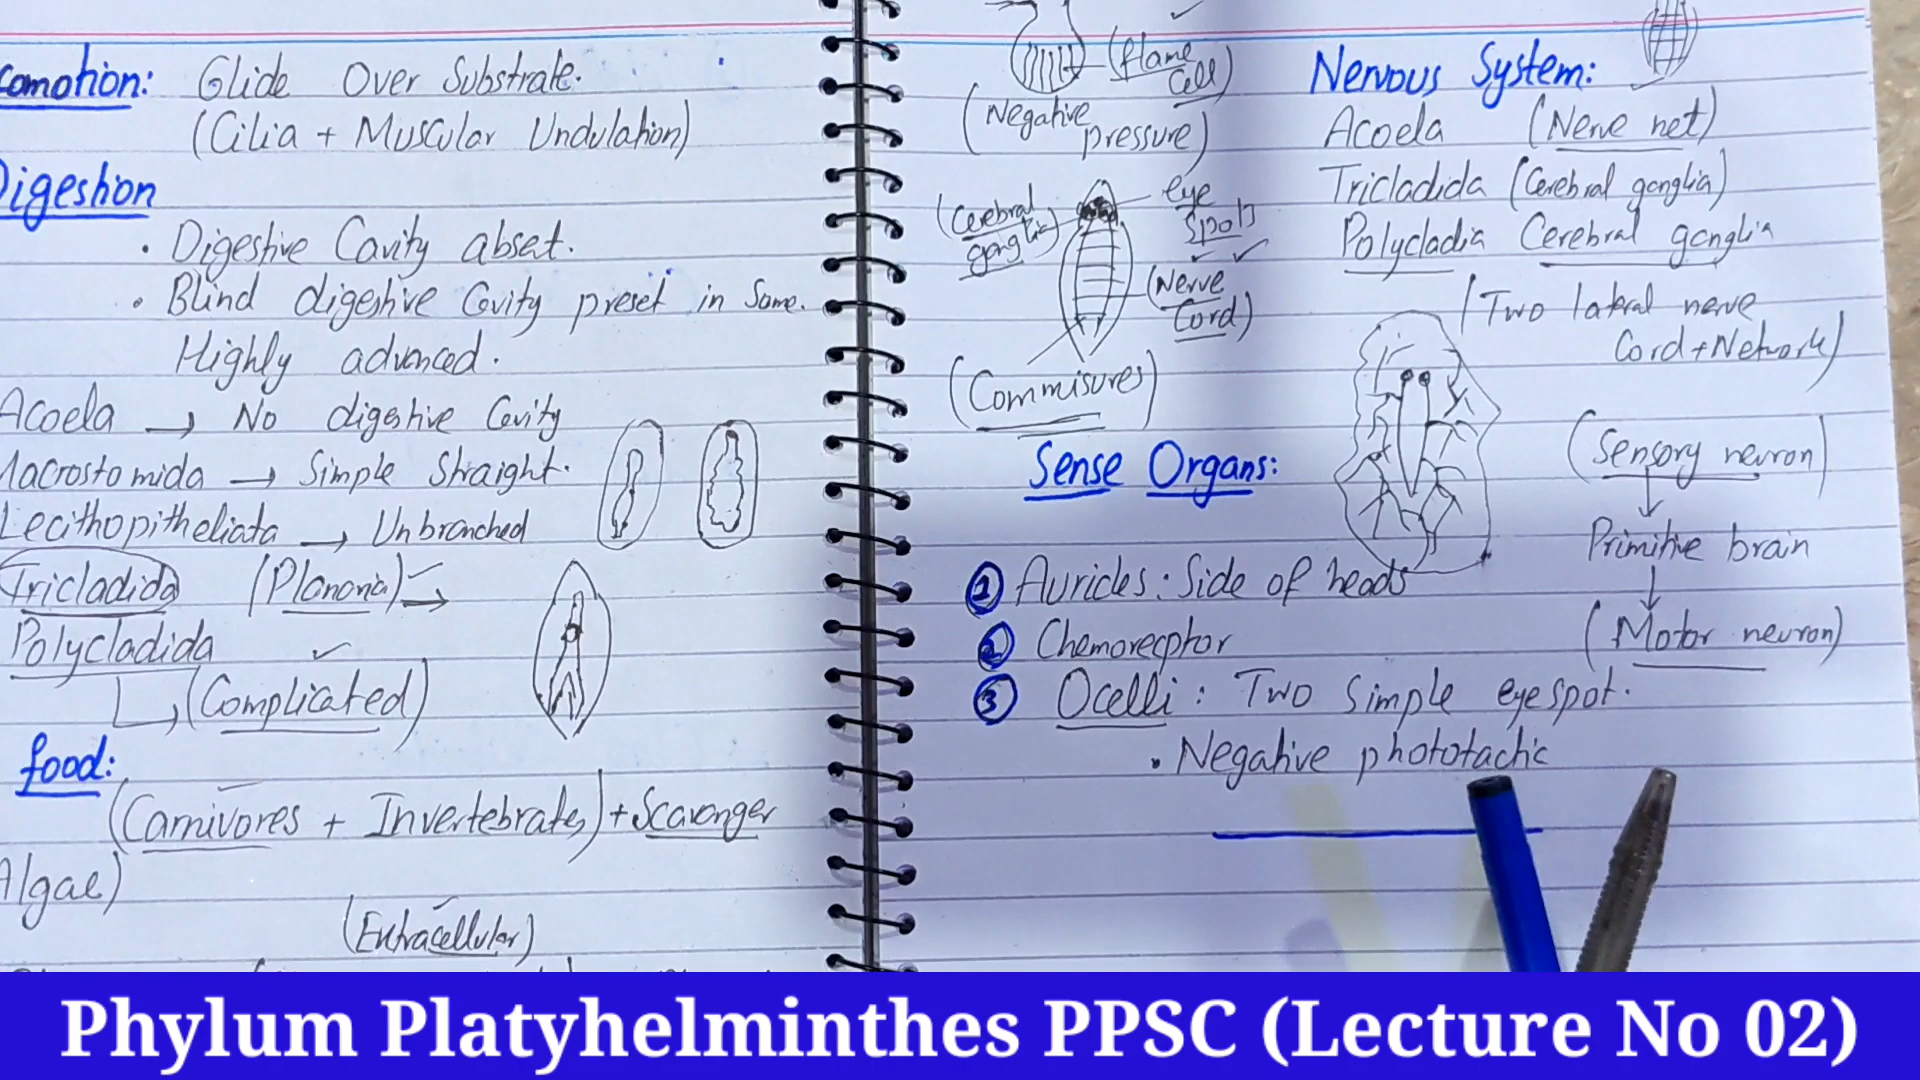 comotion: Glide Over Substrate.
(Cilia + Muscular Undulation)
Digestion
• Digestive Cavity abset.
• Blind digestive Cavity preset in Some.
Highly advanced.
Acoela → No digestive Cavity
Macrostomida → Simple Straight.
Lecithopitheliata → Unbranched
Tricladida (Planaria) →
Polycladida
(Complicated)
food:
(Carnivores + Invertebrates) + Scavenger
Algae)
(Extracellular)
(flame
Cell)
(Negative
pressure)
(Cerebral
ganglia)
eye
Spots
(Nerve
Cord)
(Commisures)
Nervous System:
Acoela (Nerve net)
Tricladida (Cerebral ganglia)
Polycladia Cerebral ganglia
(Two lateral nerve
Cord + Network)
(Sensory neuron)
Primitive brain
(Motor neuron)
Sense Organs:
1 Auricles: Side of heads
2 Chemorecptor
3 Ocelli: Two Simple eyespot.
• Negative phototactic
Phylum Platyhelminthes PPSC (Lecture No 02)